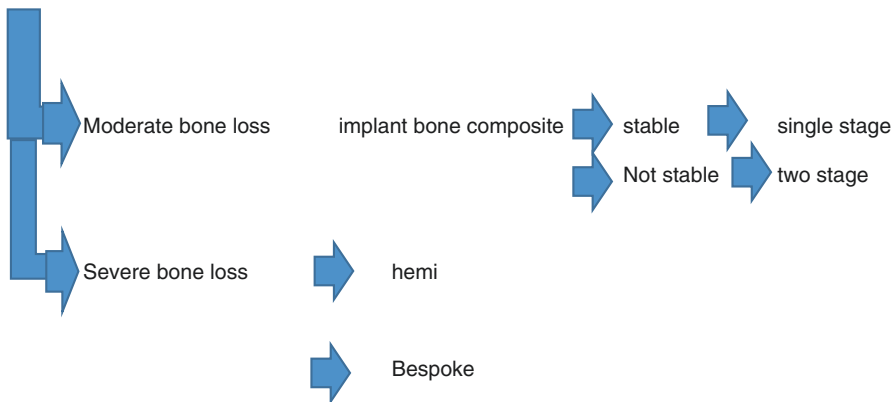 Moderate bone loss implant bone composite stable single stage
Not stable two stage
Severe bone loss hemi
Bespoke